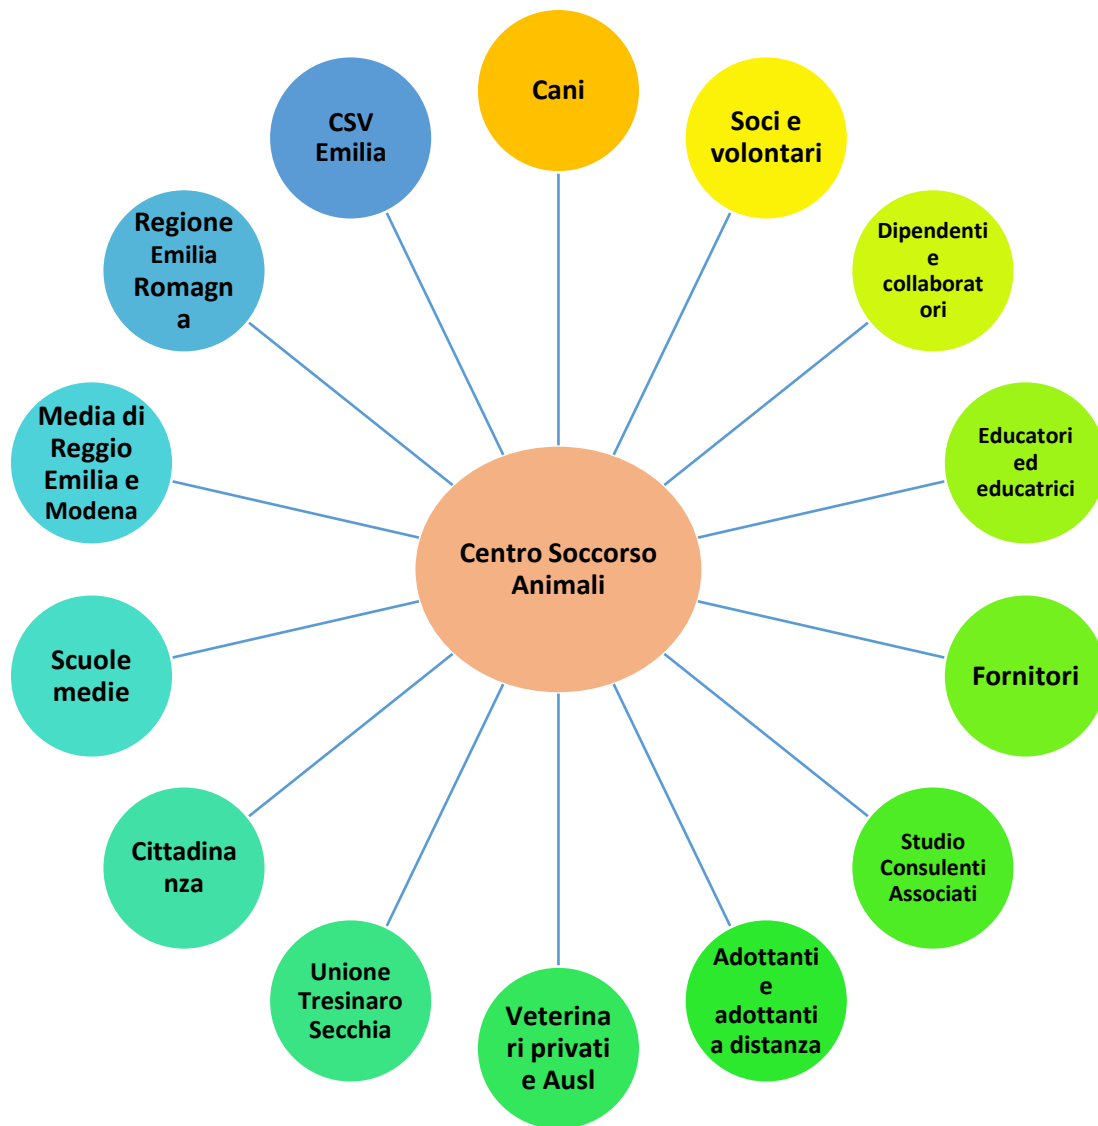 Cani
Soci e
volontari
Dipendenti
e
collaborat
ori
Educatori
ed
educatrici
Fornitori
Studio
Consulenti
Associati
Adottanti
e
adottanti
a distanza
Veterina
ri privati
e Ausl
Unione
Tresinaro
Secchia
Cittadina
nza
Scuole
medie
Media di
Reggio
Emilia e
Modena
Regione
Emilia
Romagn
a
CSV
Emilia
Centro Soccorso
Animali